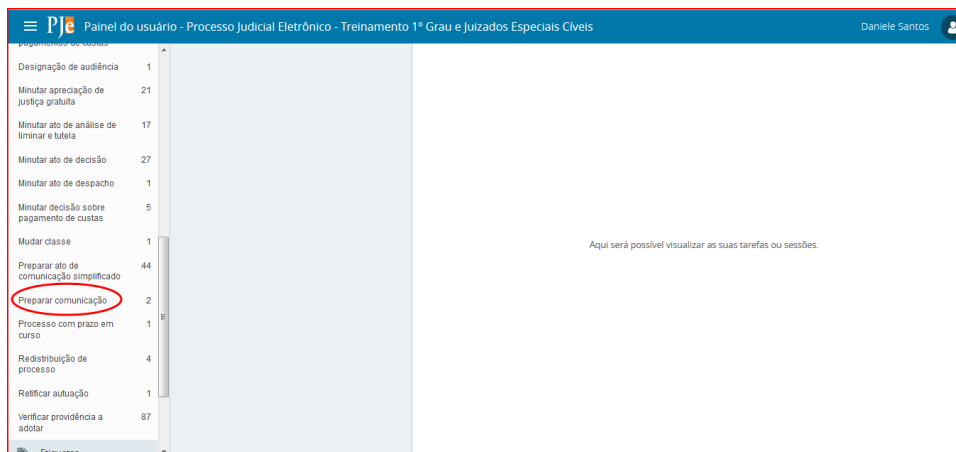 PJe Painel do usuário - Processo Judicial Eletrônico - Treinamento 1º Grau e Juizados Especiais Cíveis Daniele Santos
pagamentos de custas
Designação de audiência 1
Minutar apreciação de 21
justiça gratuita
Minutar ato de análise de 17
liminar e tutela
Minutar ato de decisão 27
Minutar ato de despacho 1
Minutar decisão sobre 5
pagamento de custas
Mudar classe 1
Preparar ato de 44
comunicação simplificado
Preparar comunicação 2
Processo com prazo em 1
curso
Redistribuição de 4
processo
Retificar autuação 1
Verificar providência a 87
adotar
Etiquetas
Aqui será possível visualizar as suas tarefas ou sessões.